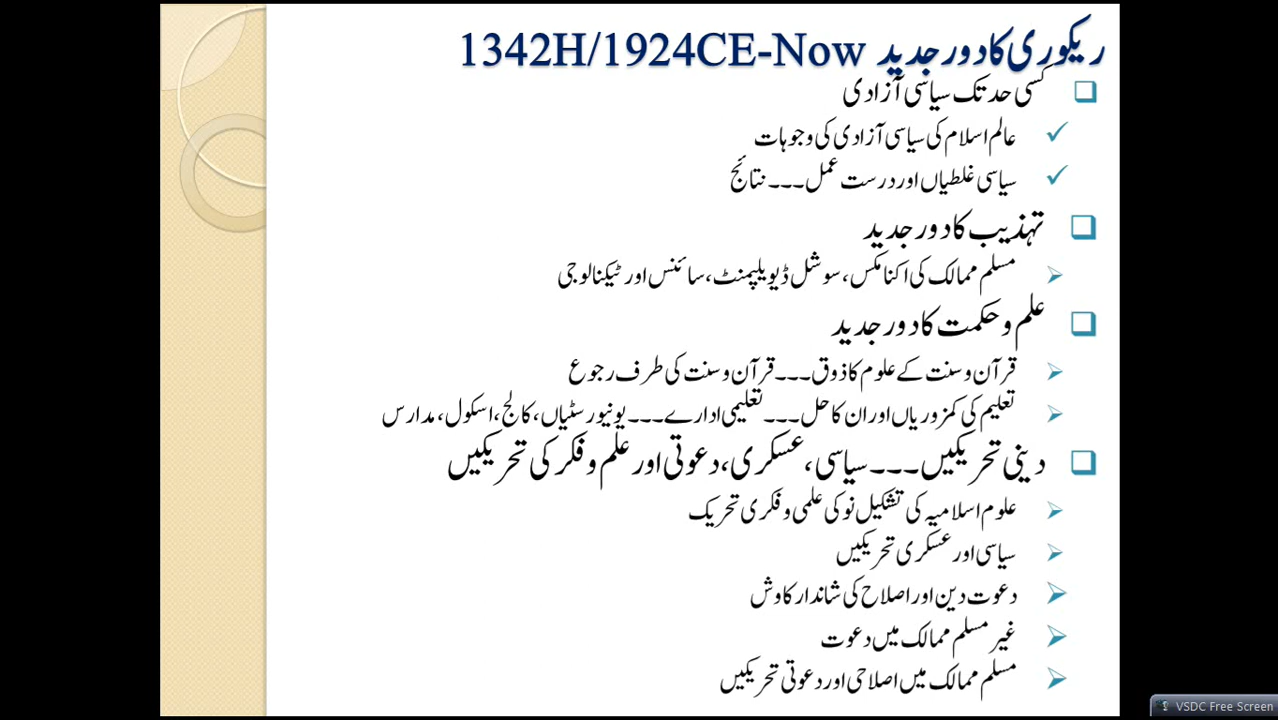 ریکوری کا دور جدید 1342H/1924CE-Now
کسی حد تک سیاسی آزادی
عالم اسلام کی سیاسی آزادی کی وجوہات
سیاسی غلطیاں اور درست عمل۔۔۔ نتائج
تہذیب کا دور جدید
مسلم ممالک کی اکنامکس، سوشل ڈیویلپمنٹ، سائنس اور ٹیکنالوجی
علم و حکمت کا دور جدید
قرآن و سنت کے علوم کا ذوق۔۔۔ قرآن و سنت کی طرف رجوع
تعلیم کی کمزوریاں اور ان کا حل۔۔۔ تعلیمی ادارے۔۔۔ یونیورسٹیاں، کالج، اسکول، مدارس
دینی تحریکیں۔۔۔ سیاسی، عسکری، دعوتی اور علم و فکر کی تحریکیں
علوم اسلامیہ کی تشکیل نو کی علمی و فکری تحریک
سیاسی اور عسکری تحریکیں
دعوت دین اور اصلاح کی شاندار کاوش
غیر مسلم ممالک میں دعوت
مسلم ممالک میں اصلاحی اور دعوتی تحریکیں
VSDC Free Screen